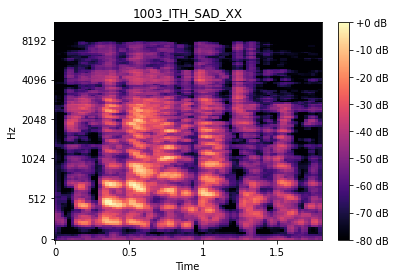 1003_ITH_SAD_XX
+0 dB
8192
-10 dB
4096
-20 dB
-30 dB
2048
Hz
-40 dB
1024
-50 dB
512
-60 dB
-70 dB
0
-80 dB
0
0.5
1
1.5
Time